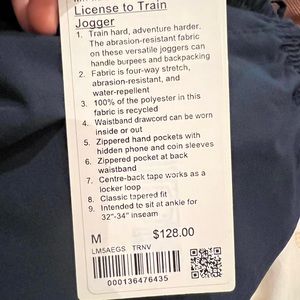 License to Train
Jogger
1. Train hard, adventure harder.
The abrasion-resistant fabric
on these versatile joggers can
handle burpees and backpacking
2. Fabric is four-way stretch,
abrasion-resistant, and
water-repellent
3. 100% of the polyester in this
fabric is recycled
4. Waistband drawcord can be worn
inside or out
5. Zippered hand pockets with
hidden phone and coin sleeves
6. Zippered pocket at back
waistband
7. Centre-back tape works as a
locker loop
8. Classic tapered fit
9. Intended to sit at ankle for
32"-34" inseam
M $128.00
LM5AEGS TRNV
000136476435